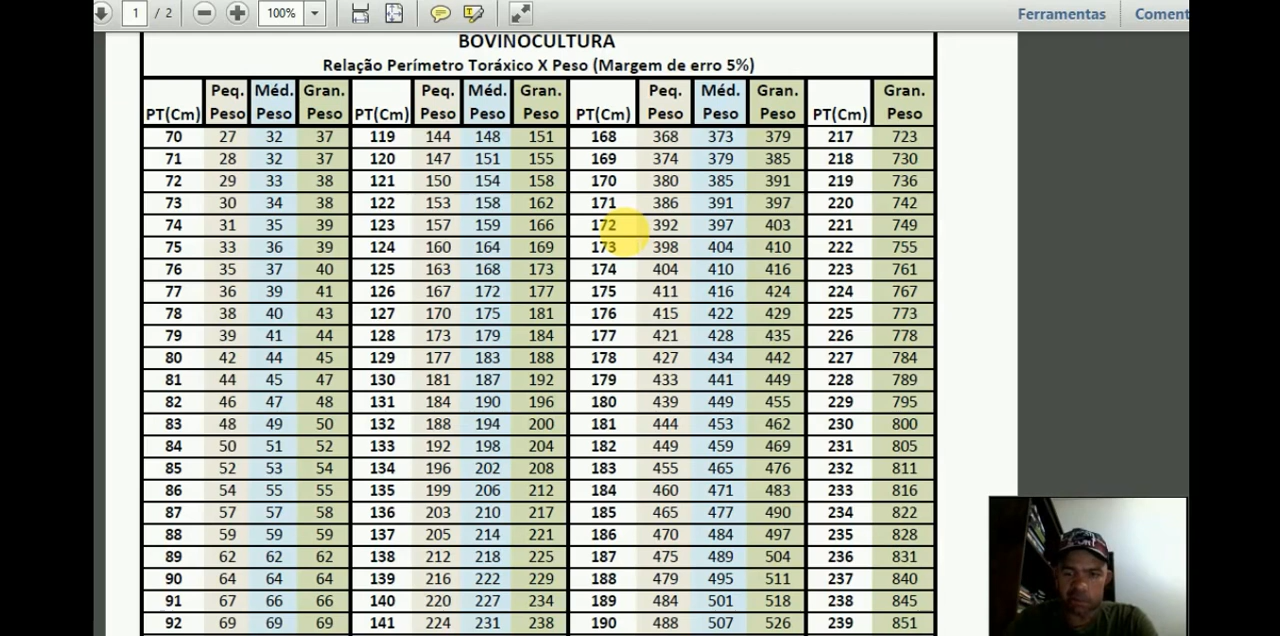 1 / 2 100% Ferramentas Coment
BOVINOCULTURA
Relação Perímetro Toráxico X Peso (Margem de erro 5%)
Peq. Méd. Gran. Peq. Méd. Gran. Peq. Méd. Gran. Gran.
PT(Cm) Peso Peso Peso PT(Cm) Peso Peso Peso PT(Cm) Peso Peso Peso PT(Cm) Peso
70 27 32 37 119 144 148 151 168 368 373 379 217 723
71 28 32 37 120 147 151 155 169 374 379 385 218 730
72 29 33 38 121 150 154 158 170 380 385 391 219 736
73 30 34 38 122 153 158 162 171 386 391 397 220 742
74 31 35 39 123 157 159 166 172 392 397 403 221 749
75 33 36 39 124 160 164 169 173 398 404 410 222 755
76 35 37 40 125 163 168 173 174 404 410 416 223 761
77 36 39 41 126 167 172 177 175 411 416 424 224 767
78 38 40 43 127 170 175 181 176 415 422 429 225 773
79 39 41 44 128 173 179 184 177 421 428 435 226 778
80 42 44 45 129 177 183 188 178 427 434 442 227 784
81 44 45 47 130 181 187 192 179 433 441 449 228 789
82 46 47 48 131 184 190 196 180 439 449 455 229 795
83 48 49 50 132 188 194 200 181 444 453 462 230 800
84 50 51 52 133 192 198 204 182 449 459 469 231 805
85 52 53 54 134 196 202 208 183 455 465 476 232 811
86 54 55 55 135 199 206 212 184 460 471 483 233 816
87 57 57 58 136 203 210 217 185 465 477 490 234 822
88 59 59 59 137 205 214 221 186 470 484 497 235 828
89 62 62 62 138 212 218 225 187 475 489 504 236 831
90 64 64 64 139 216 222 229 188 479 495 511 237 840
91 67 66 66 140 220 227 234 189 484 501 518 238 845
92 69 69 69 141 224 231 238 190 488 507 526 239 851